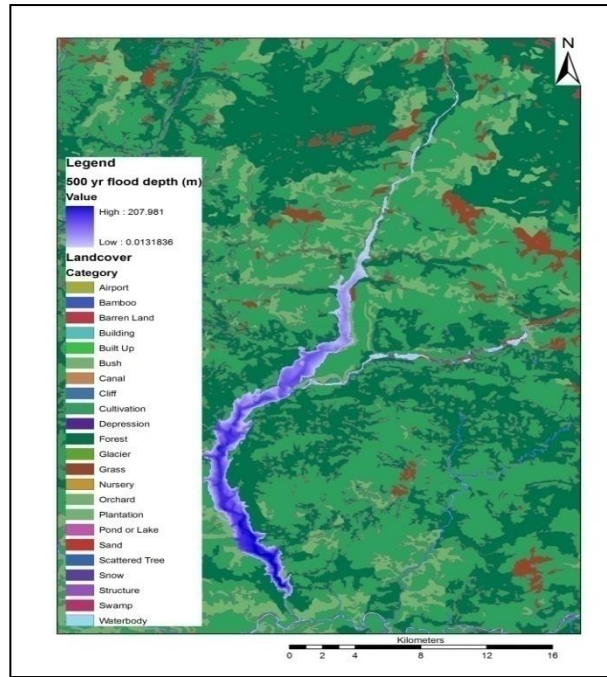 N
Legend
500 yr flood depth (m)
Value
High : 207.981
Low : 0.0131836
Landcover
Category
Airport
Bamboo
Barren Land
Building
Built Up
Bush
Canal
Cliff
Cultivation
Depression
Forest
Glacier
Grass
Nursery
Orchard
Plantation
Pond or Lake
Sand
Scattered Tree
Snow
Structure
Swamp
Waterbody
Kilometers
0 1 2 4 8 12 16